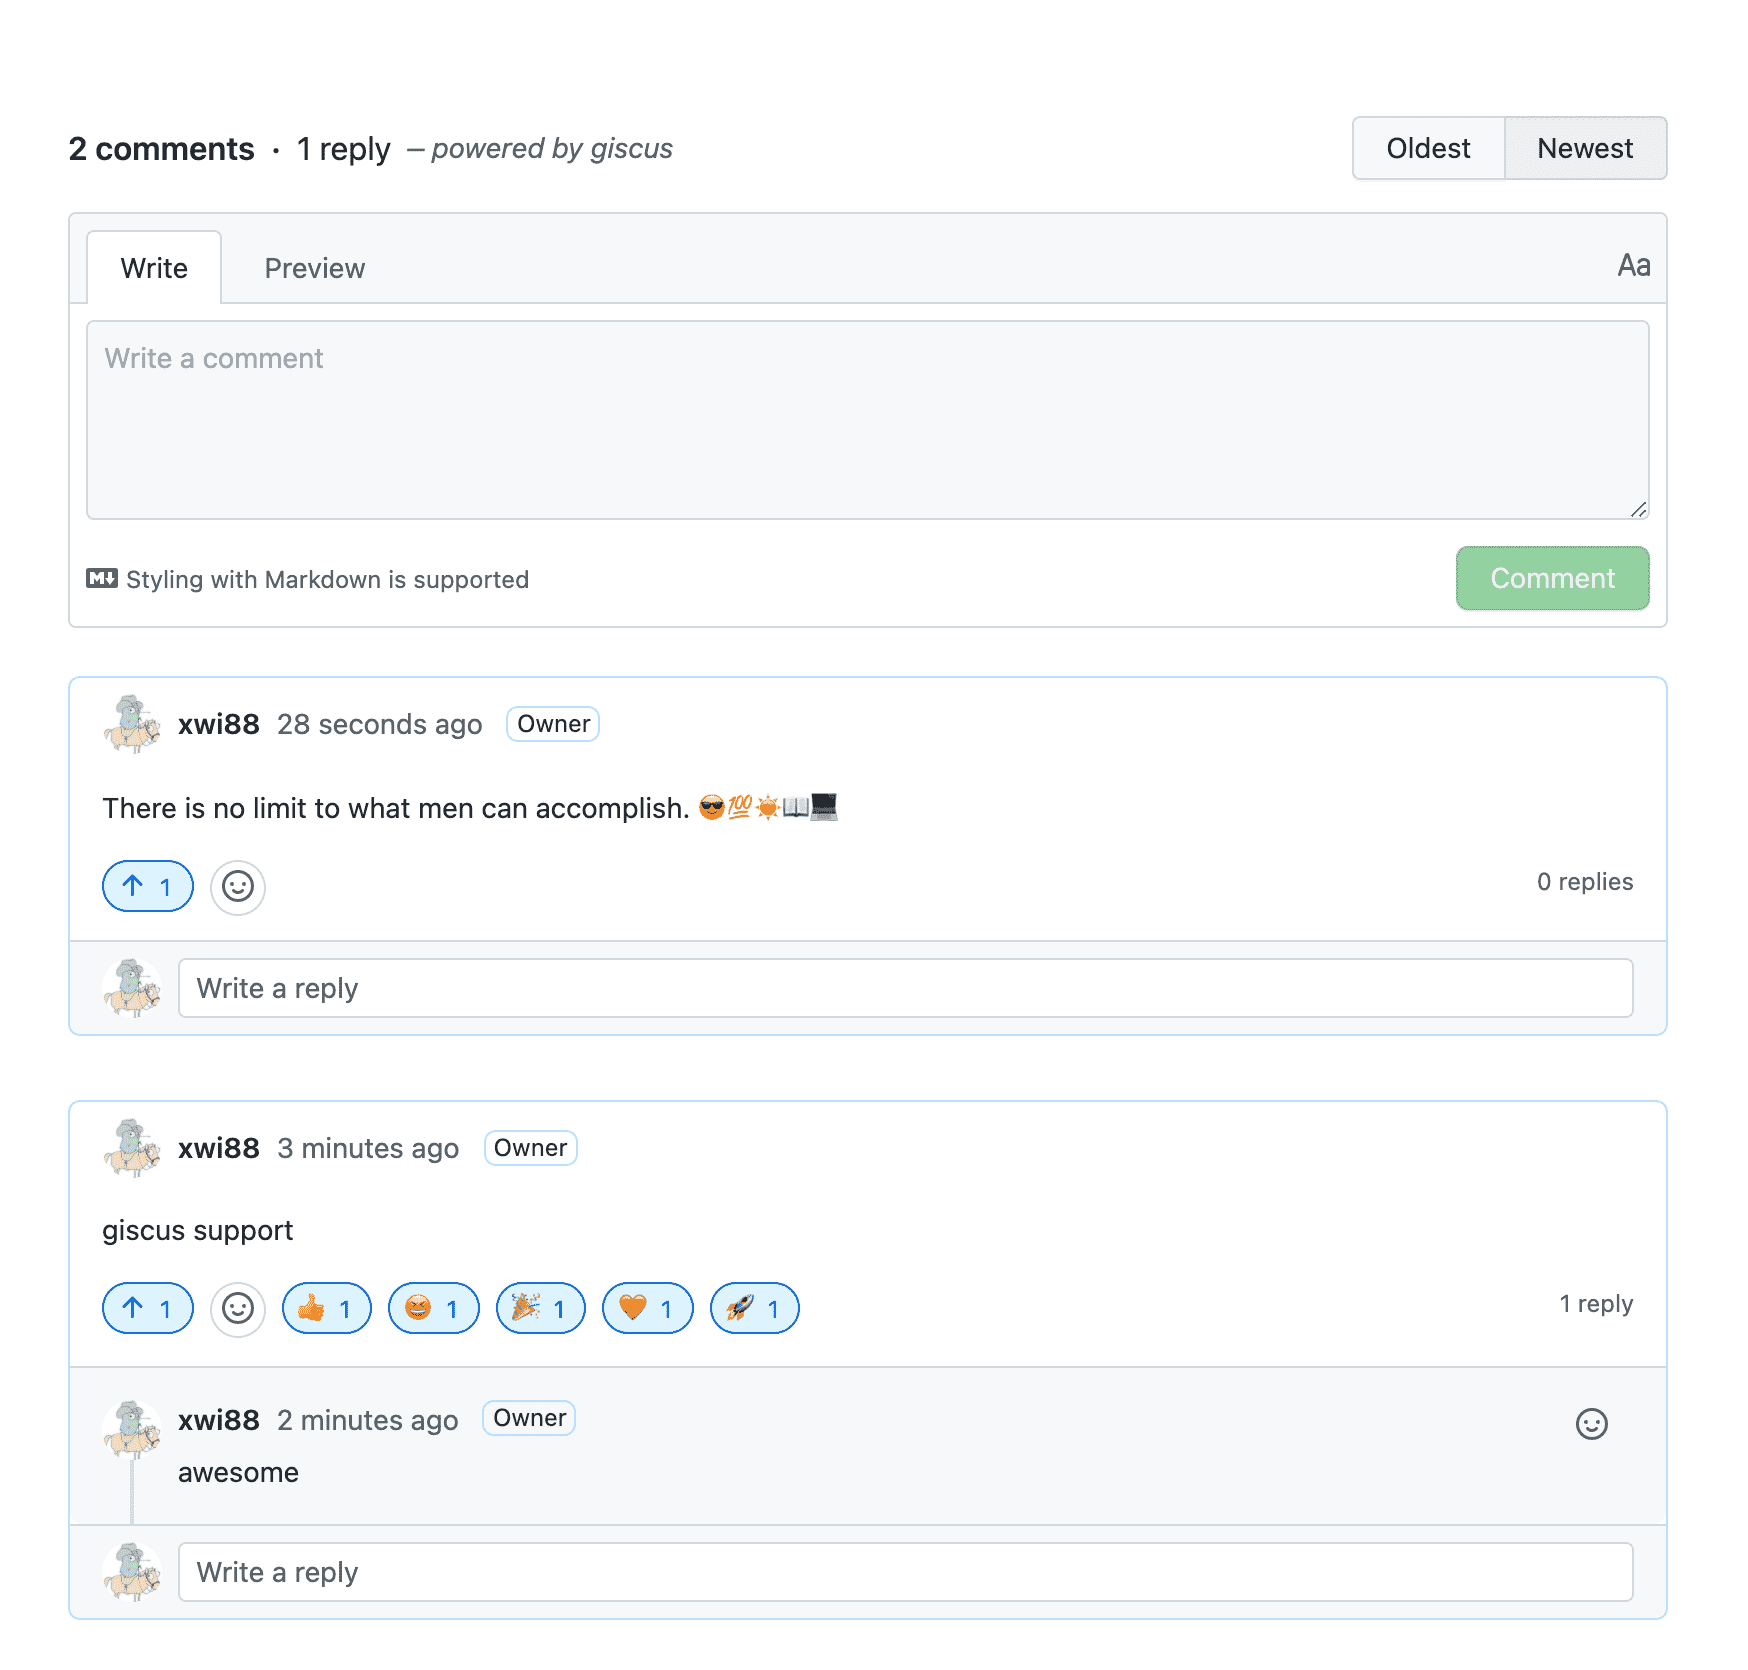 2 comments · 1 reply – powered by giscus
Oldest Newest
Write Preview Aa
Write a comment
M↓ Styling with Markdown is supported
Comment
xwi88 28 seconds ago Owner
There is no limit to what men can accomplish. 😎💯☀️📖💻
↑ 1
0 replies
Write a reply
xwi88 3 minutes ago Owner
giscus support
↑ 1 👍 1 😆 1 🎉 1 🧡 1 🚀 1
1 reply
xwi88 2 minutes ago Owner
awesome
Write a reply